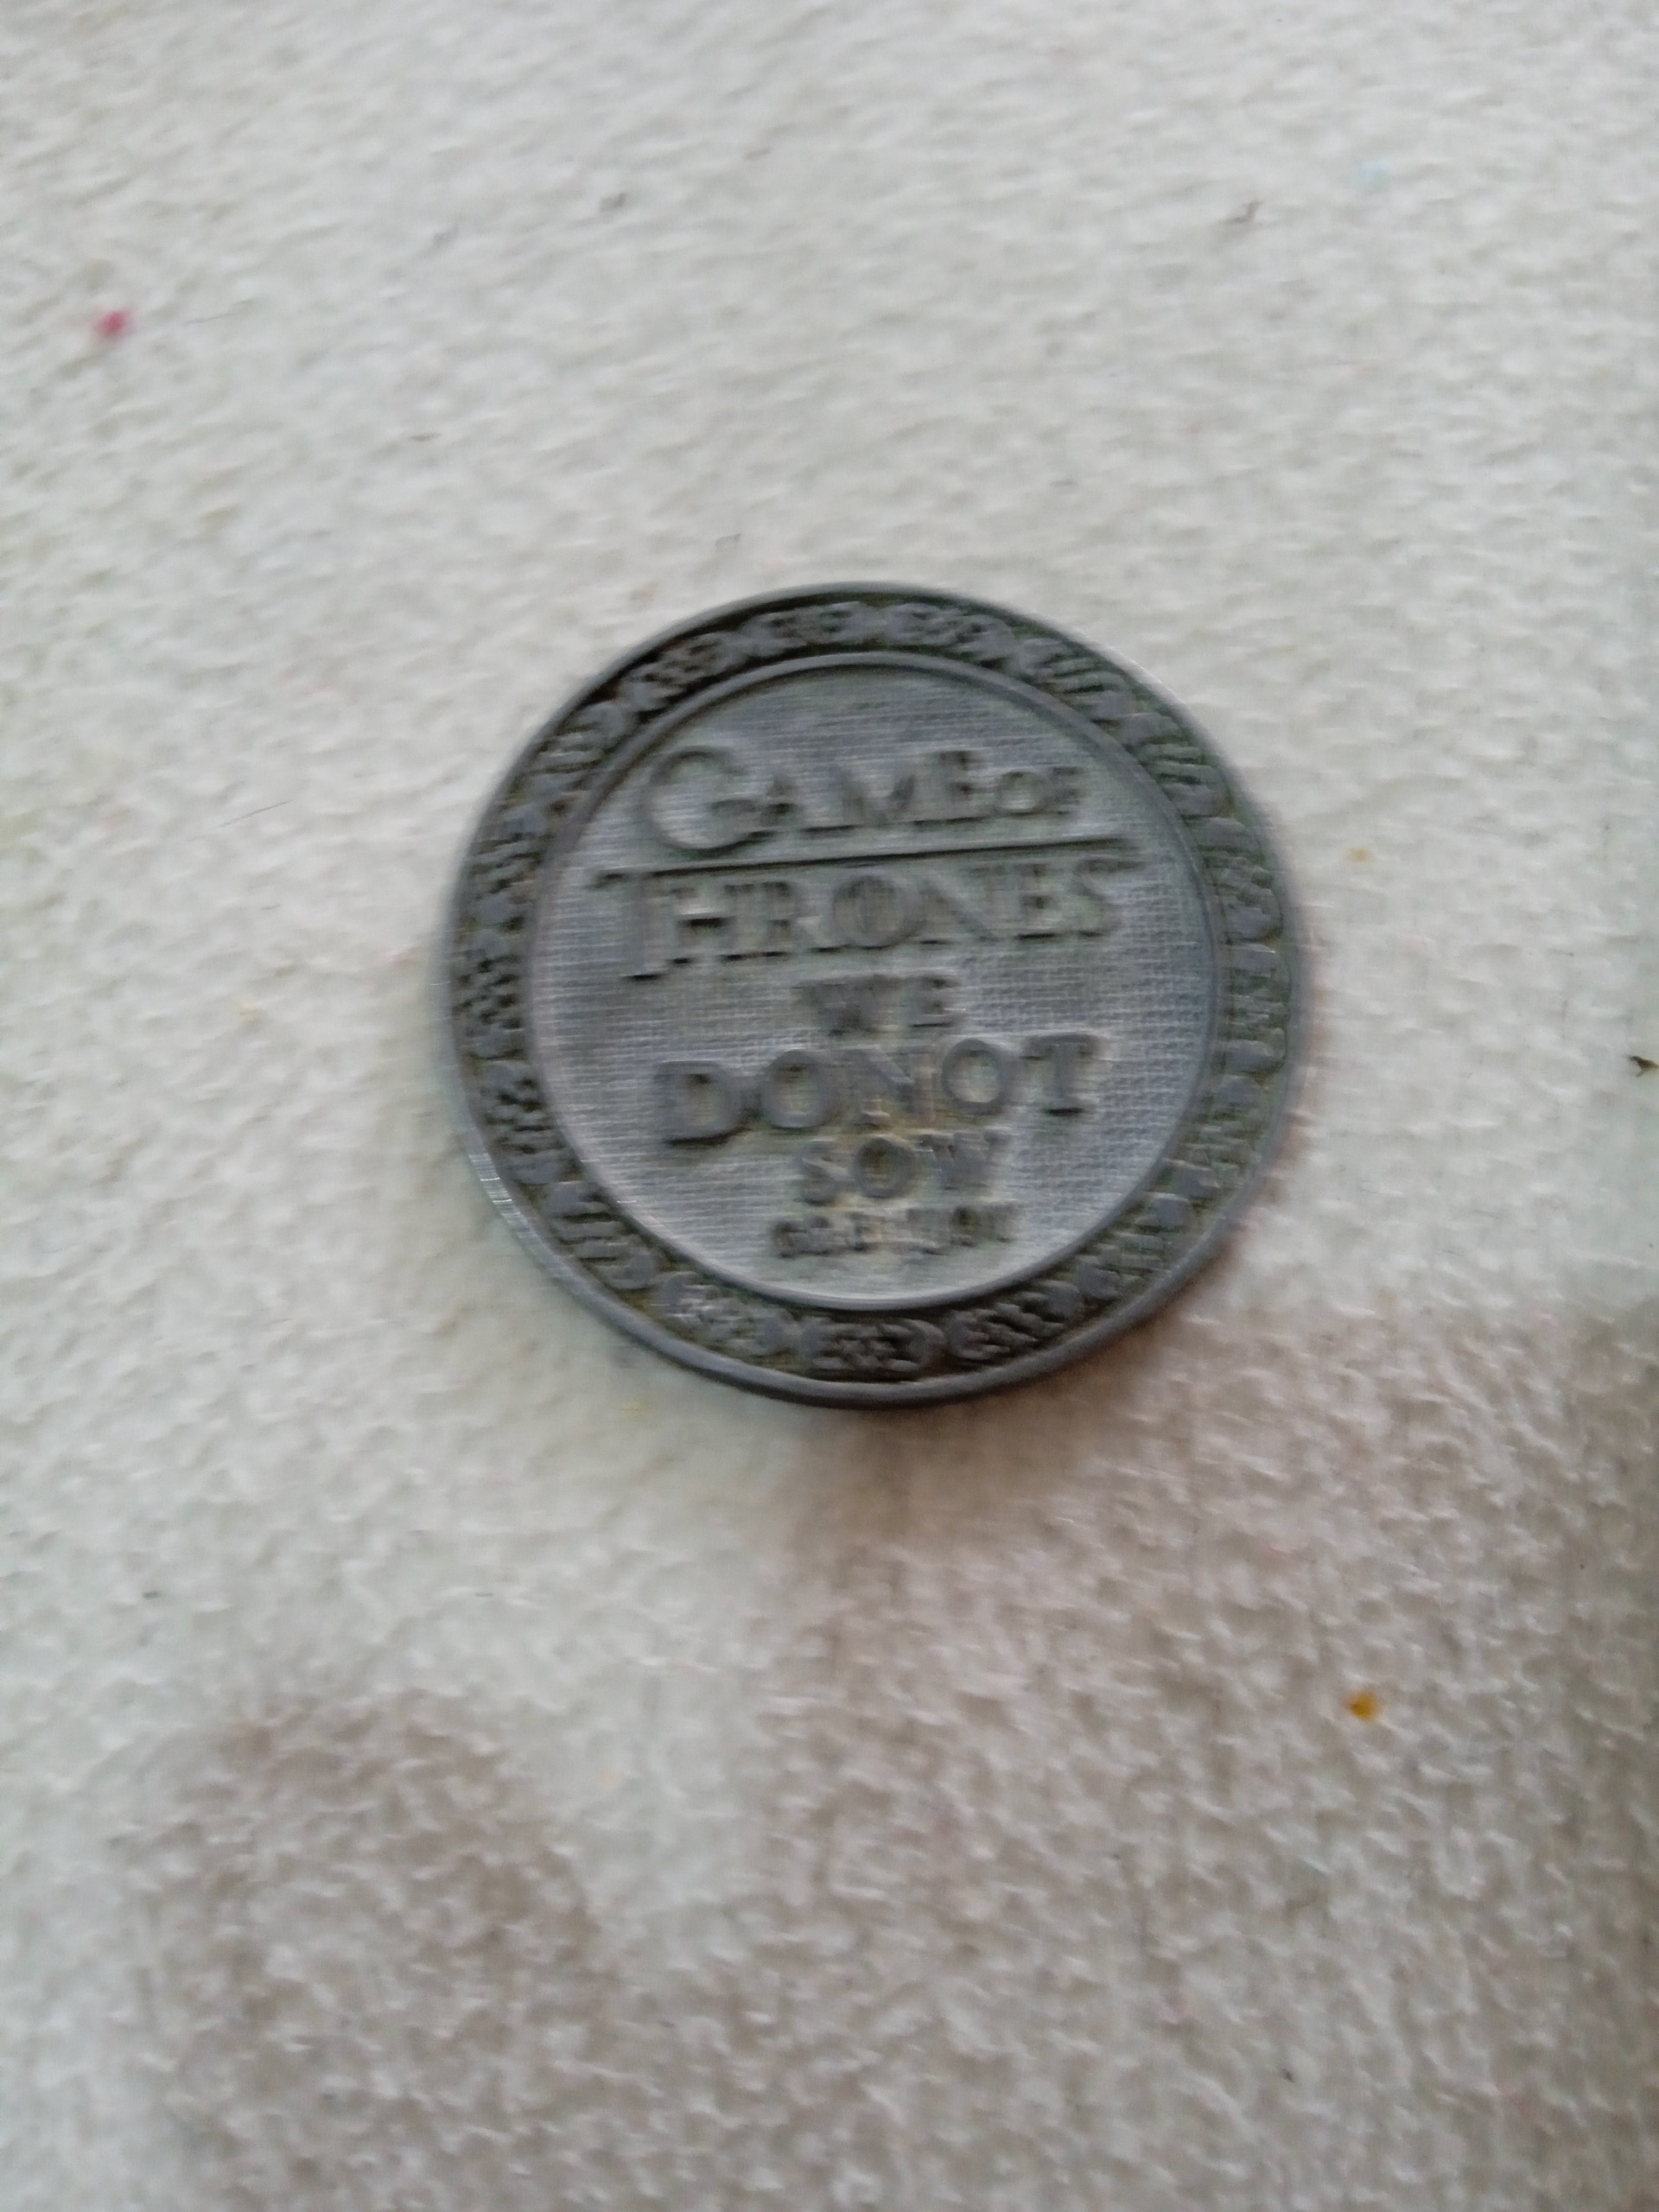 GAME OF
THRONES
WE
DO NOT
SOW